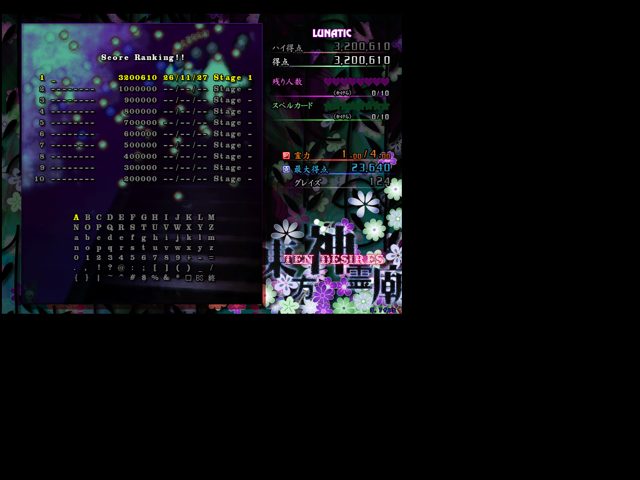 Score Ranking!!
1 _ 3200610 26/11/27 Stage 1
2 -------- 1000000 --/--/-- Stage -
3 -------- 900000 --/--/-- Stage -
4 -------- 800000 --/--/-- Stage -
5 -------- 700000 --/--/-- Stage -
6 -------- 600000 --/--/-- Stage -
7 -------- 500000 --/--/-- Stage -
8 -------- 400000 --/--/-- Stage -
9 -------- 300000 --/--/-- Stage -
10 -------- 200000 --/--/-- Stage -
A B C D E F G H I J K L M
N O P Q R S T U V W X Y Z
a b c d e f g h i j k l m
n o p q r s t u v w x y z
0 1 2 3 4 5 6 7 8 9 + - =
. , ! ? @ : ; [ ] ( ) _ /
{ } | ~ ^ # $ % & * 終
LUNATIC
ハイ得点 3,200,610
得点 3,200,610
残り人数
0/10
スペルカード
0/10
霊力 1.00/4.00
最大得点 23,640
グレイズ 124
東方神霊廟
TEN DESIRES